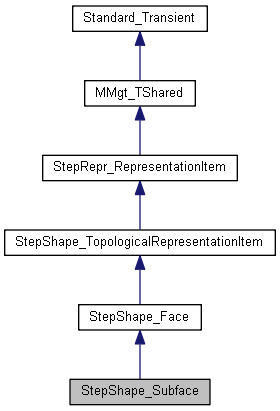 Standard_Transient
MMgt_TShared
StepRepr_RepresentationItem
StepShape_TopologicalRepresentationItem
StepShape_Face
StepShape_Subface